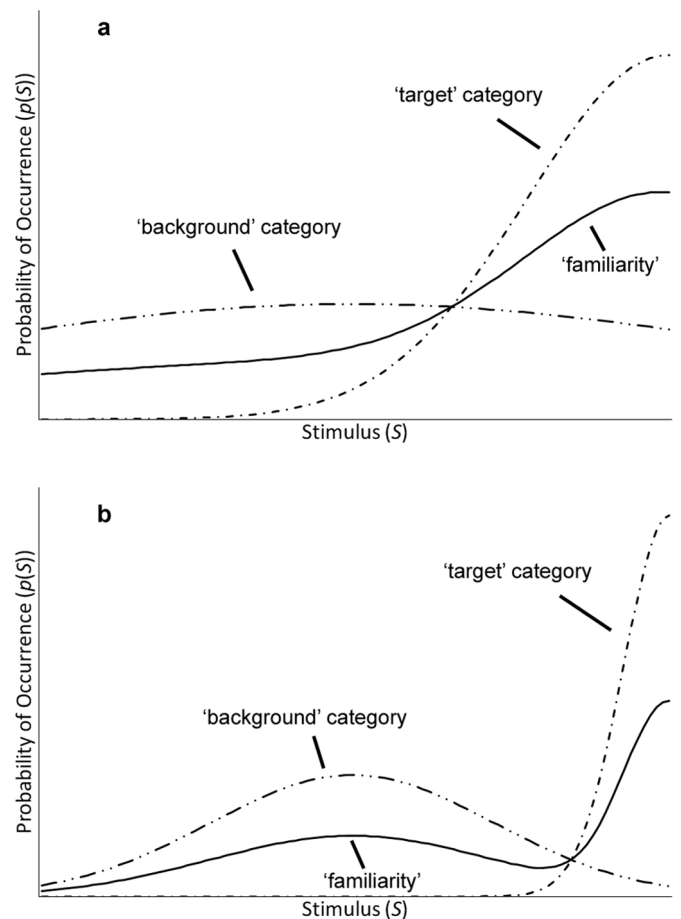 a
Probability of Occurrence (p(S))
‘target’ category
‘background’ category
‘familiarity’
Stimulus (S)
b
Probability of Occurrence (p(S))
‘target’ category
‘background’ category
‘familiarity’
Stimulus (S)